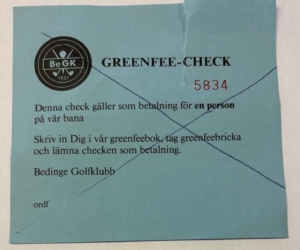 BeGK
1931
GREENFEE-CHECK
5834
Denna check gäller som betalning för en person
på vår bana
Skriv in Dig i vår greenfeebok, tag greenfeebricka
och lämna checken som betalning.
Bedinge Golfklubb
ordf